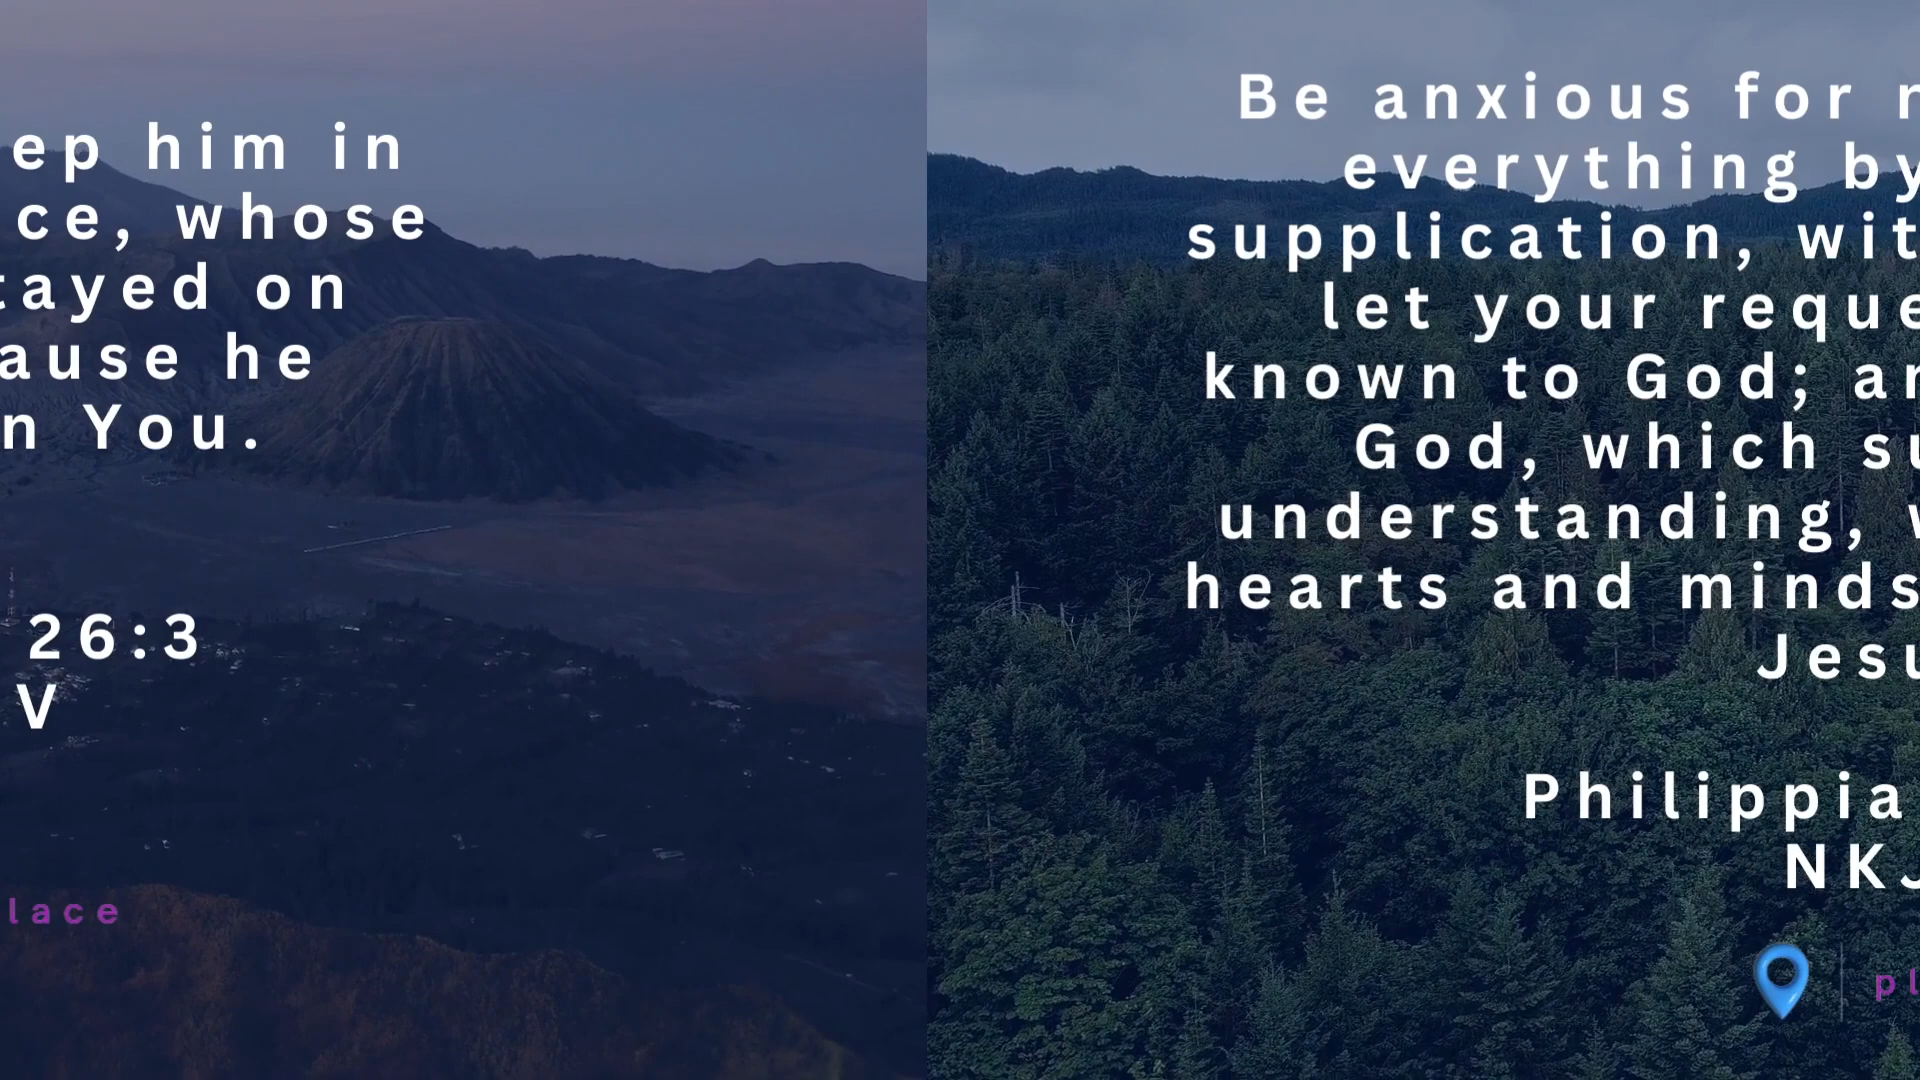 ep him in
ce, whose
tayed on
ause he
n You.
26:3
V
lace
Be anxious for
everything by
supplication, wit
let your reque
known to God; an
God, which su
understanding,
hearts and minds
Jesu
Philippia
NKJ
pl